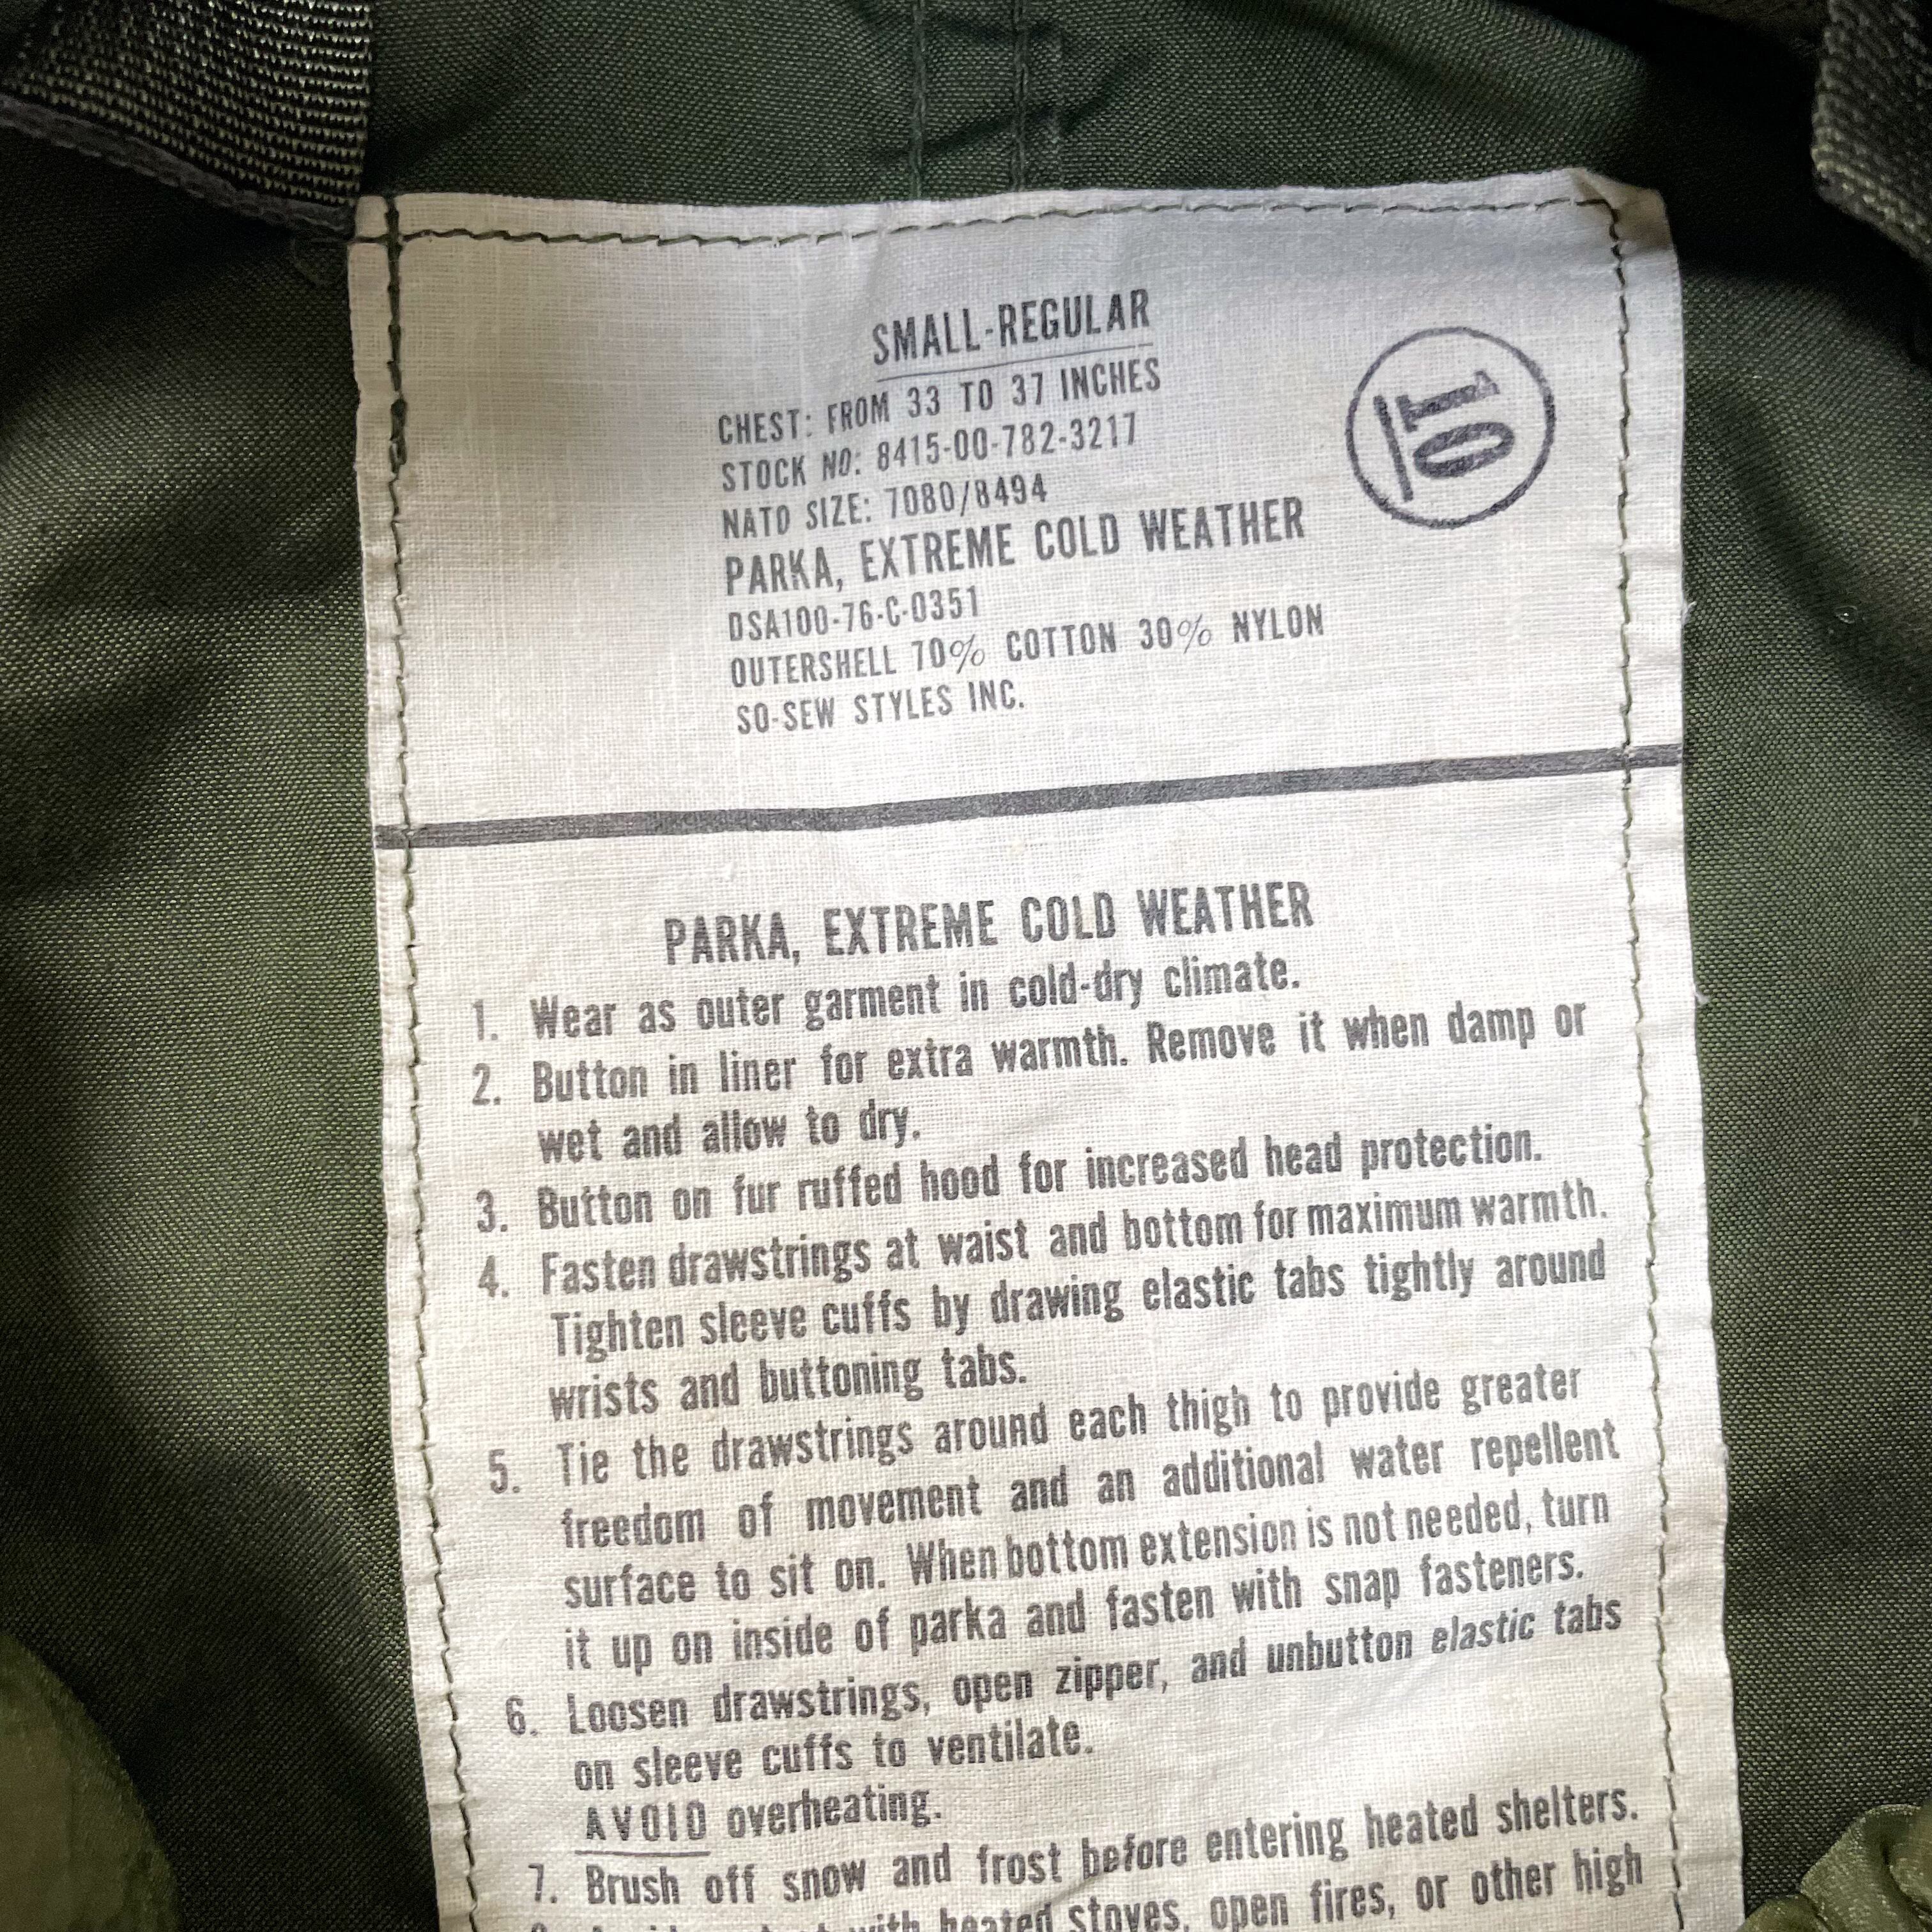 SMALL-REGULAR
CHEST: FROM 33 TO 37 INCHES
STOCK NO: 8415-00-782-3217
NATO SIZE: 7080/8494
PARKA, EXTREME COLD WEATHER
DSA100-76-C-0351
OUTERSHELL 70% COTTON 30% NYLON
SO-SEW STYLES INC.
10
PARKA, EXTREME COLD WEATHER
1. Wear as outer garment in cold-dry climate.
2. Button in liner for extra warmth. Remove it when damp or
wet and allow to dry.
3. Button on fur ruffed hood for increased head protection.
4. Fasten drawstrings at waist and bottom for maximum warmth.
Tighten sleeve cuffs by drawing elastic tabs tightly around
wrists and buttoning tabs.
5. Tie the drawstrings around each thigh to provide greater
freedom of movement and an additional water repellent
surface to sit on. When bottom extension is not needed, turn
it up on inside of parka and fasten with snap fasteners.
6. Loosen drawstrings, open zipper, and unbutton elastic tabs
on sleeve cuffs to ventilate.
AVOID overheating.
7. Brush off snow and frost before entering heated shelters.
with heated stoves, open fires, or other high